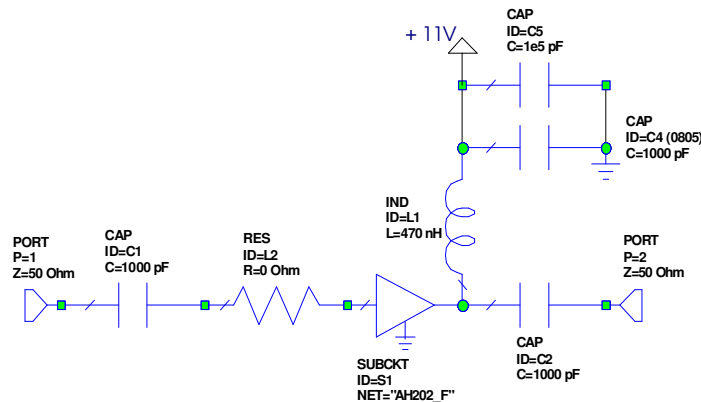 CAP
ID=C5
C=1e5 pF
+ 11V
CAP
ID=C4 (0805)
C=1000 pF
IND
ID=L1
L=470 nH
PORT
P=1
Z=50 Ohm
CAP
ID=C1
C=1000 pF
RES
ID=L2
R=0 Ohm
PORT
P=2
Z=50 Ohm
SUBCKT
ID=S1
NET="AH202_F"
CAP
ID=C2
C=1000 pF